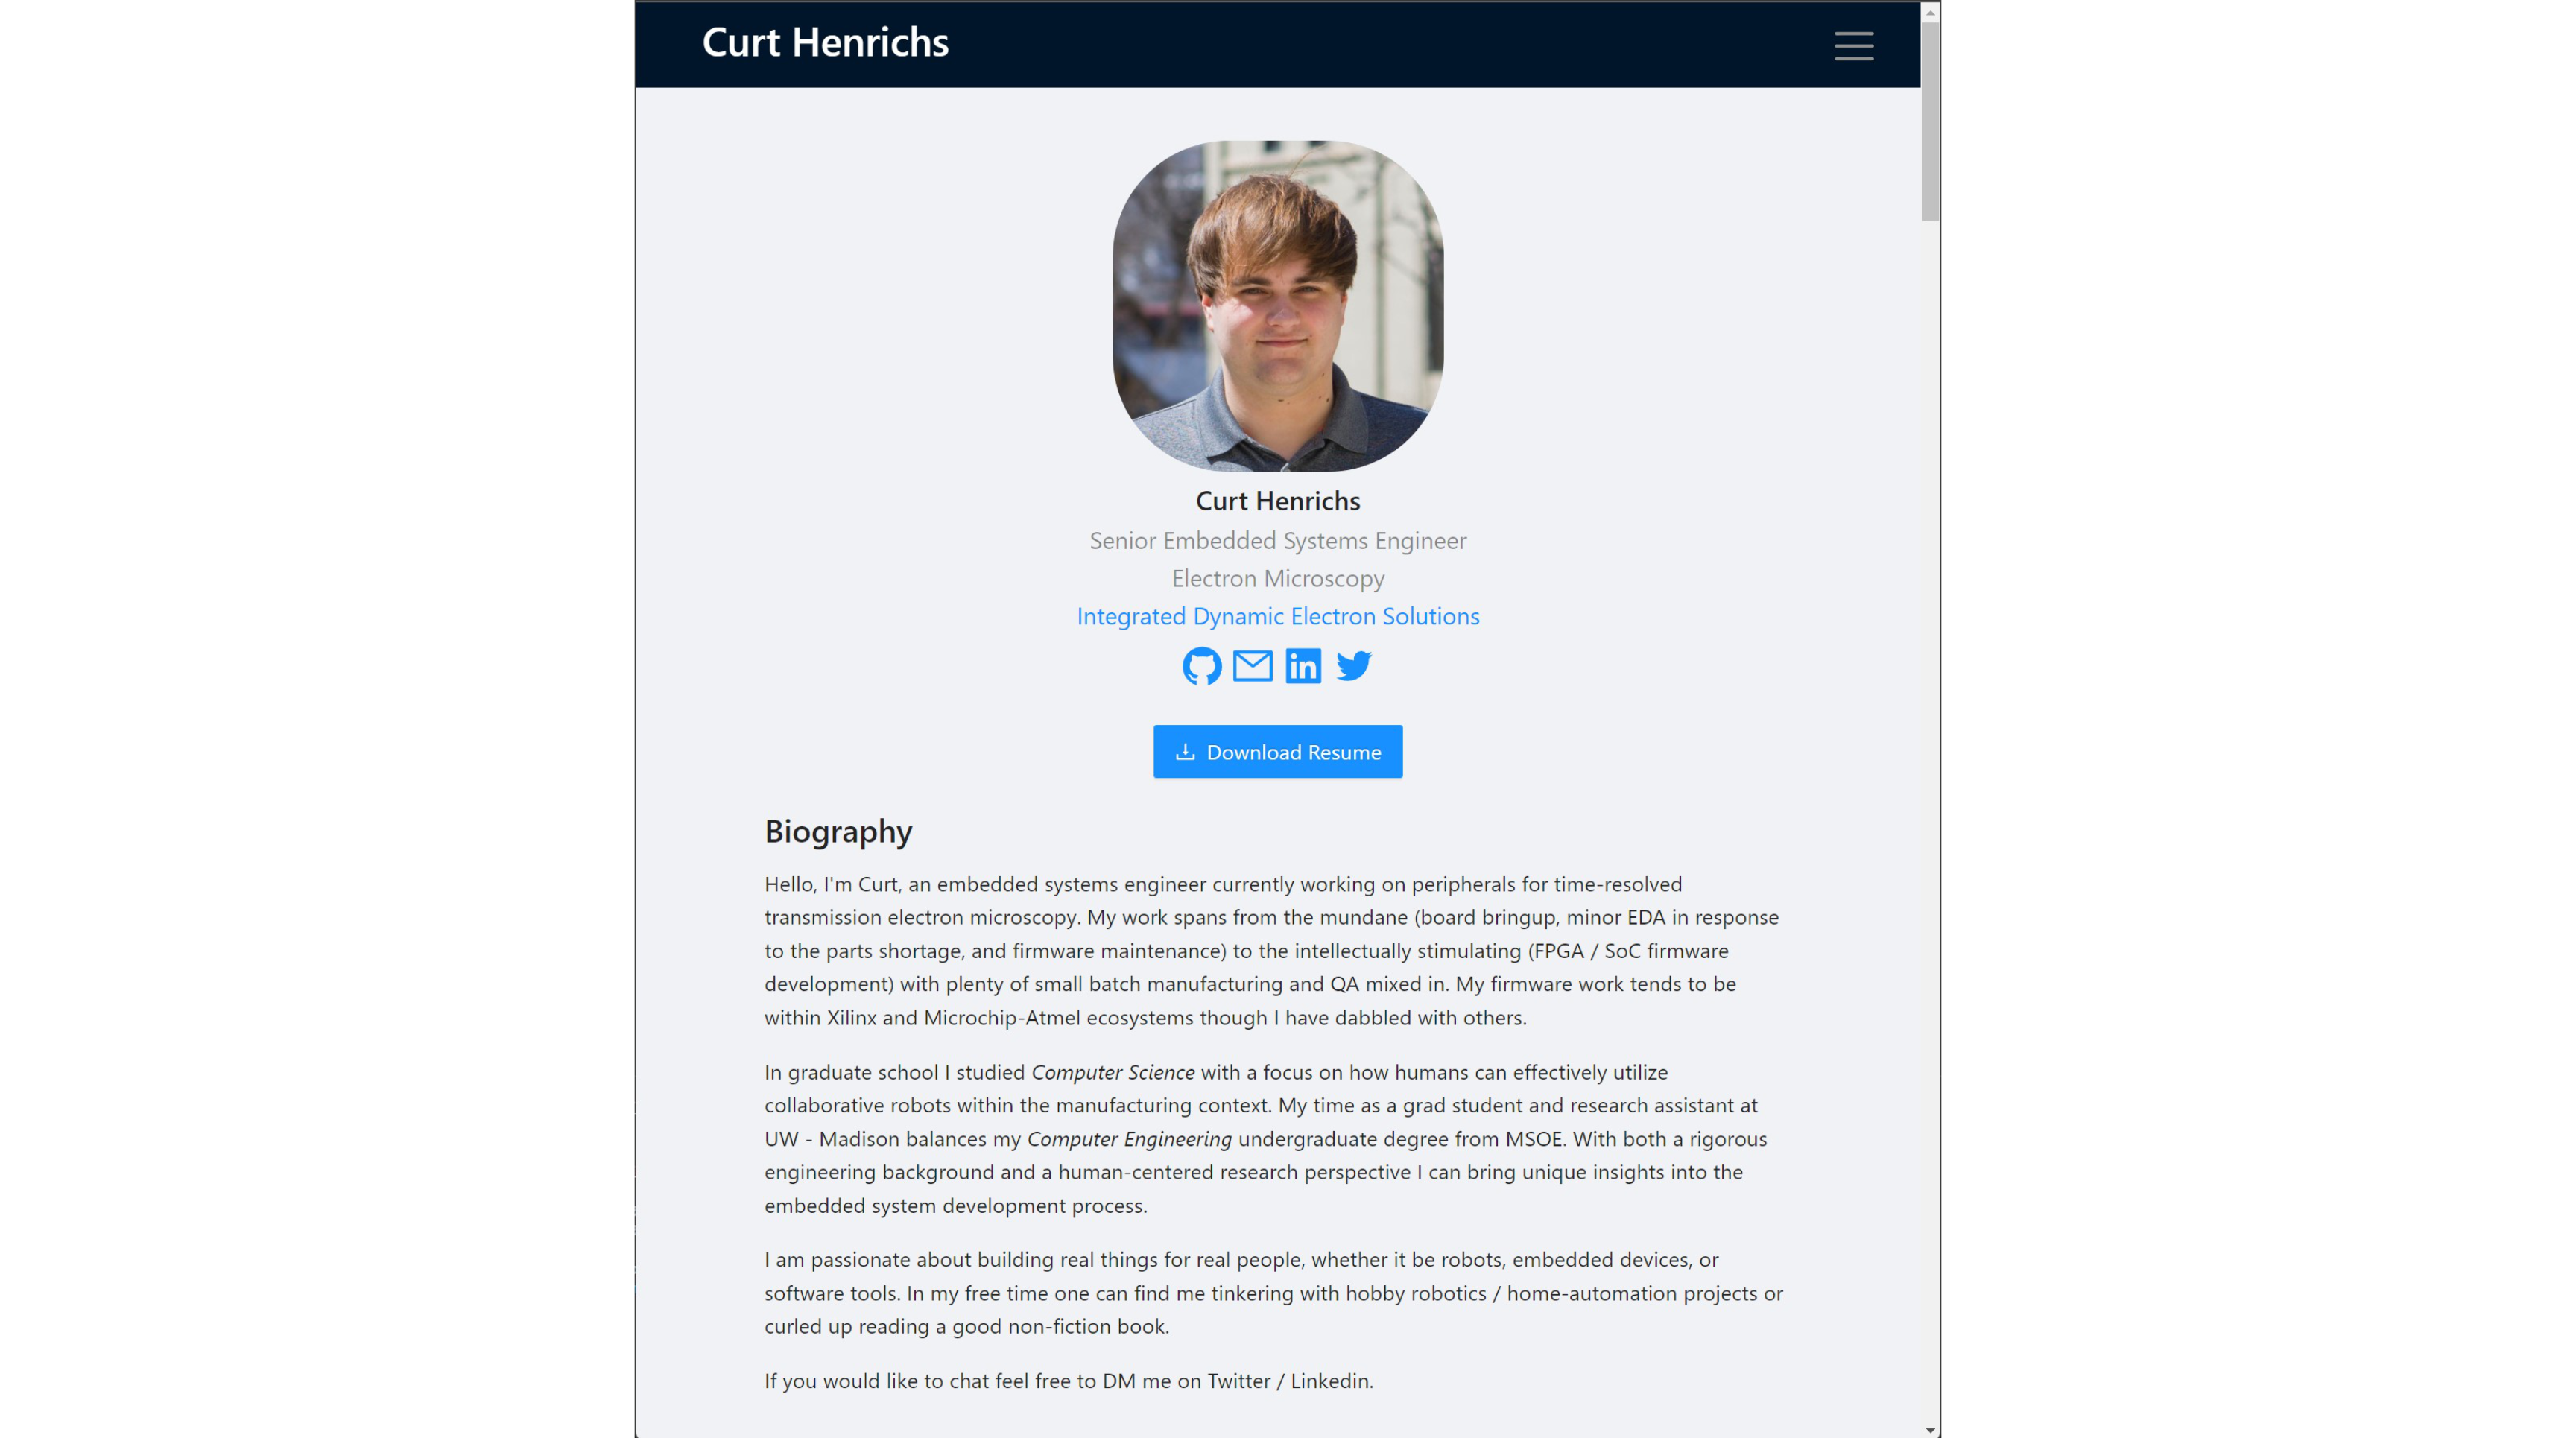 Curt Henrichs
Curt Henrichs
Senior Embedded Systems Engineer
Electron Microscopy
Integrated Dynamic Electron Solutions
in
Download Resume
Biography
Hello, I'm Curt, an embedded systems engineer currently working on peripherals for time-resolved
transmission electron microscopy. My work spans from the mundane (board bringup, minor EDA in response
to the parts shortage, and firmware maintenance) to the intellectually stimulating (FPGA / SoC firmware
development) with plenty of small batch manufacturing and QA mixed in. My firmware work tends to be
within Xilinx and Microchip-Atmel ecosystems though I have dabbled with others.
In graduate school I studied Computer Science with a focus on how humans can effectively utilize
collaborative robots within the manufacturing context. My time as a grad student and research assistant at
UW - Madison balances my Computer Engineering undergraduate degree from MSOE. With both a rigorous
engineering background and a human-centered research perspective I can bring unique insights into the
embedded system development process.
I am passionate about building real things for real people, whether it be robots, embedded devices, or
software tools. In my free time one can find me tinkering with hobby robotics / home-automation projects or
curled up reading a good non-fiction book.
If you would like to chat feel free to DM me on Twitter / Linkedin.